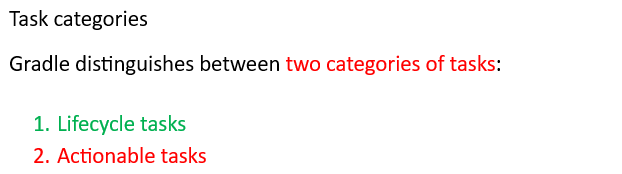 Task categories
Gradle distinguishes between two categories of tasks:
1. Lifecycle tasks
2. Actionable tasks